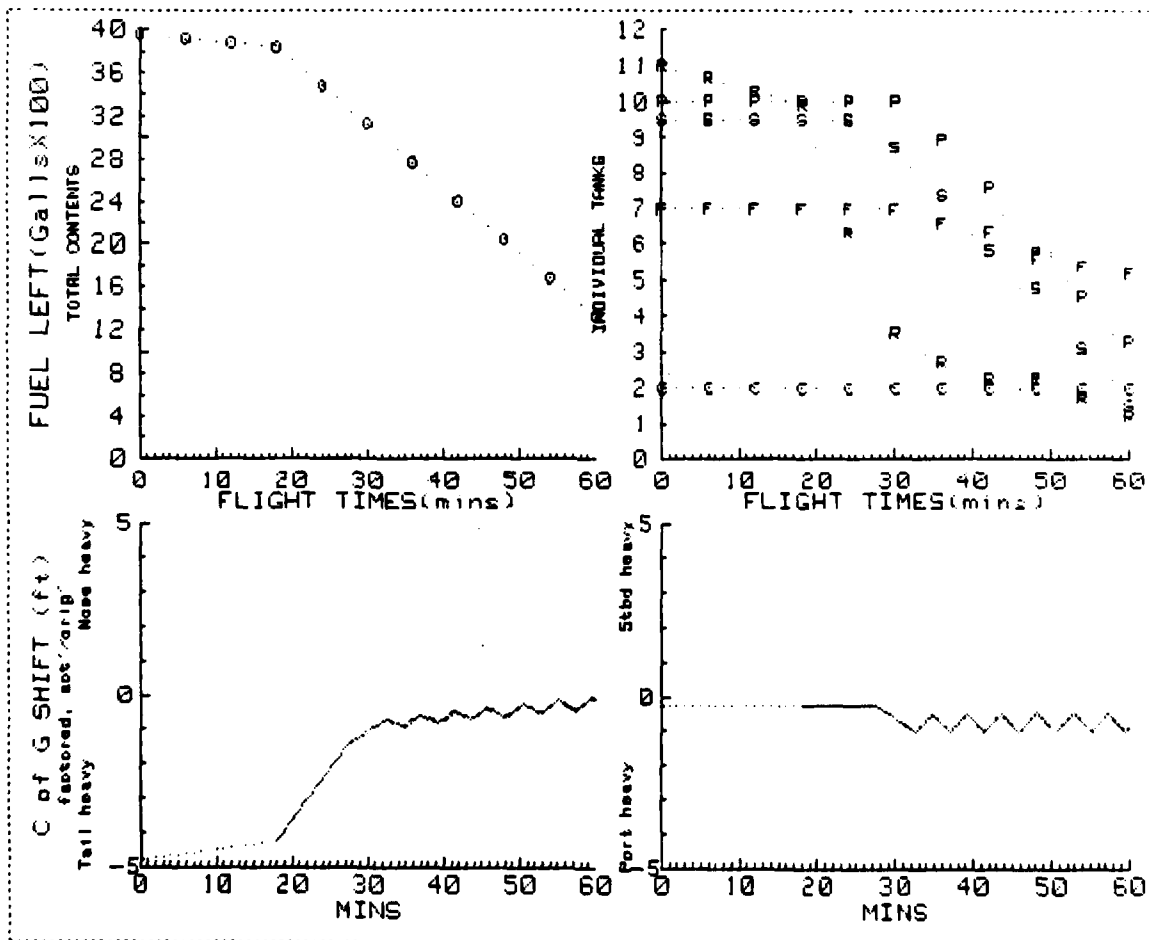 FUEL LEFT(GallsX100)
TOTAL CONTENTS
40
36
32
28
24
20
16
12
8
4
0
0 10 20 30 40 50 60
FLIGHT TIMES(mins)
INDIVIDUAL TANKS
12
11
10
9
8
7
6
5
4
3
2
1
0
R R
P P P P P
S S
F F F F F F F
R
S
P
S
P
F
S
F
P
S
F
P
R
R
S
0 10 20 30 40 50 60
FLIGHT TIMES(mins)
C of G SHIFT (ft)
Tail heavy Nose heavy
5
0
-5
0 10 20 30 40 50 60
MINS
Port heavy Stbd heavy
5
0
-5
0 10 20 30 40 50 60
MINS